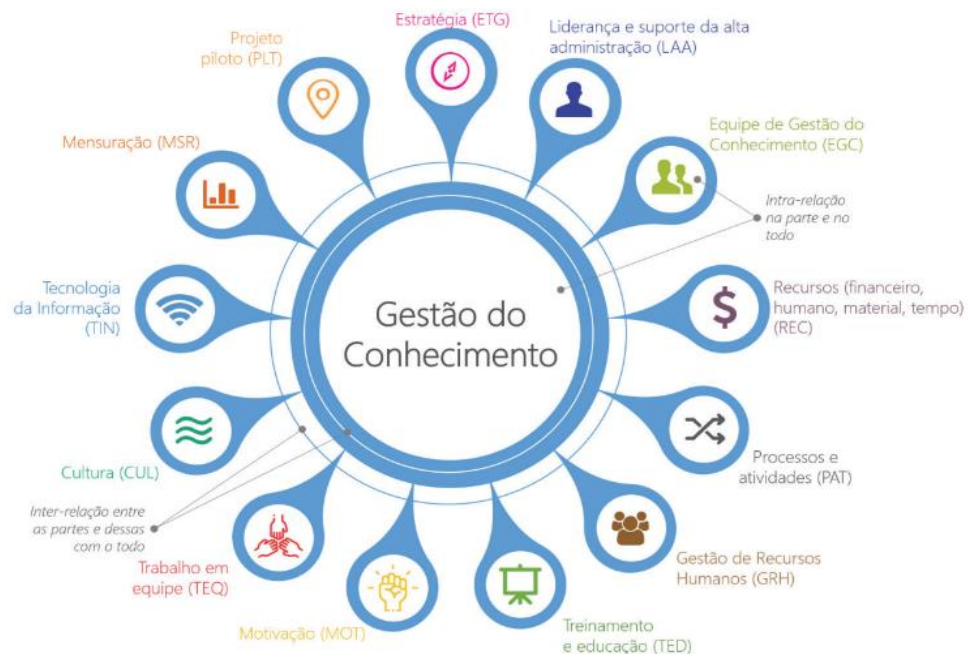 Estratégia (ETG)
Liderança e suporte da alta
administração (LAA)
Projeto
piloto (PLT)
Equipe de Gestão do
Conhecimento (EGC)
Mensuração (MSR)
Intra-relação
na parte e no
todo
Tecnologia
da Informação
(TIN)
Recursos (financeiro,
humano, material, tempo)
(REC)
Gestão do
Conhecimento
$
Cultura (CUL)
Processos e
atividades (PAT)
Inter-relação entre
as partes e dessas
com o todo
Trabalho em
equipe (TEQ)
Gestão de Recursos
Humanos (GRH)
Motivação (MOT)
Treinamento
e educação (TED)